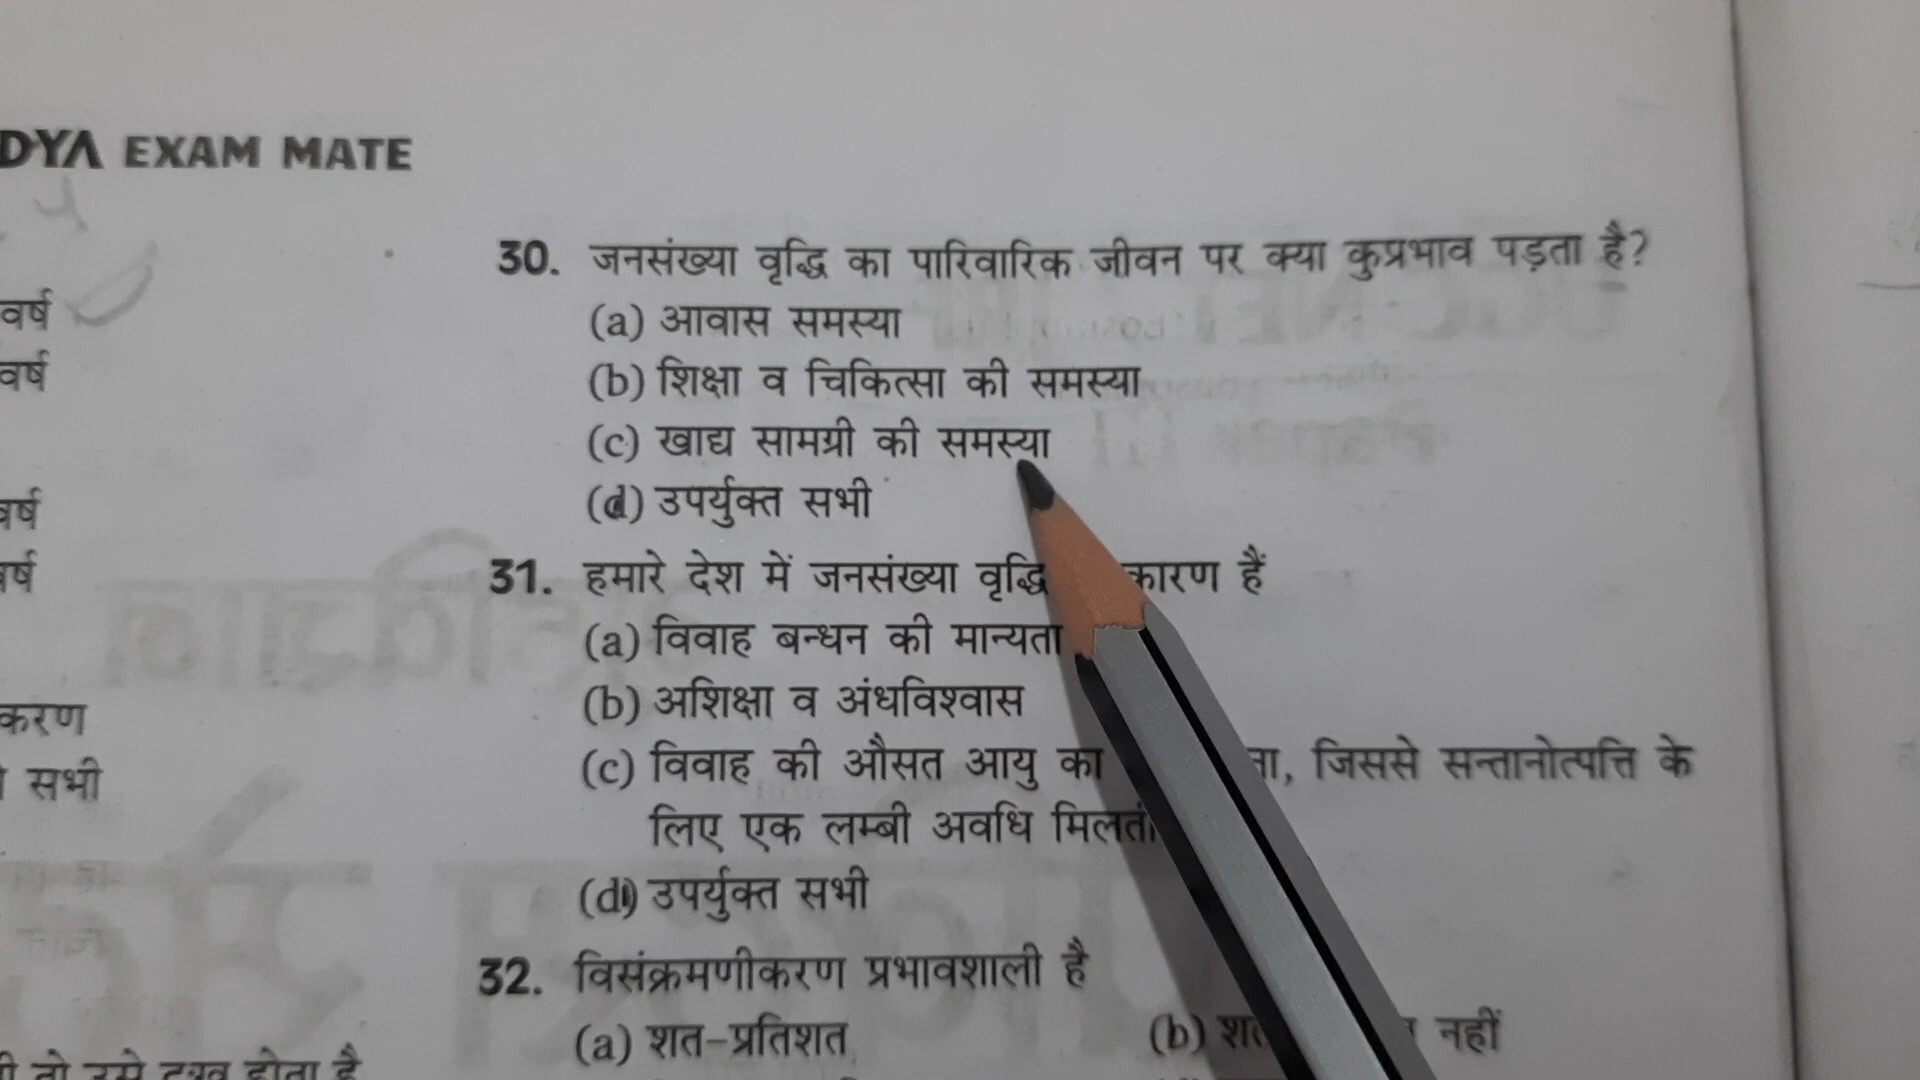 DYA EXAM MATE
वर्ष
वर्ष
वर्ष
वर्ष
करण
सभी
30. जनसंख्या वृद्धि का पारिवारिक जीवन पर क्या कुप्रभाव पड़ता है?
(a) आवास समस्या
(b) शिक्षा व चिकित्सा की समस्या
(c) खाद्य सामग्री की समस्या
(d) उपर्युक्त सभी
31. हमारे देश में जनसंख्या वृद्धि कारण हैं
(a) विवाह बन्धन की मान्यता
(b) अशिक्षा व अंधविश्वास
(c) विवाह की औसत आयु का जिससे सन्तानोत्पत्ति के
लिए एक लम्बी अवधि
(d) उपर्युक्त सभी
32. विसंक्रमणीकरण प्रभावशाली है
(a) शत-प्रतिशत (b) नहीं